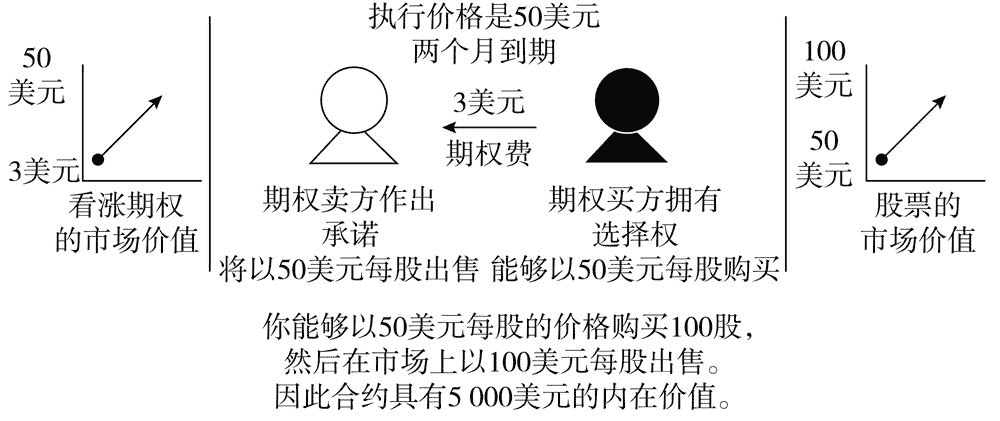 执行价格是50美元
两个月到期
50
美元
3美元
看涨期权
的市场价值
3美元
期权费
期权卖方作出
承诺
将以50美元每股出售
期权买方拥有
选择权
能够以50美元每股购买
100
美元
50
美元
股票的
市场价值
你能够以50美元每股的价格购买100股，
然后在市场上以100美元每股出售。
因此合约具有5 000美元的内在价值。